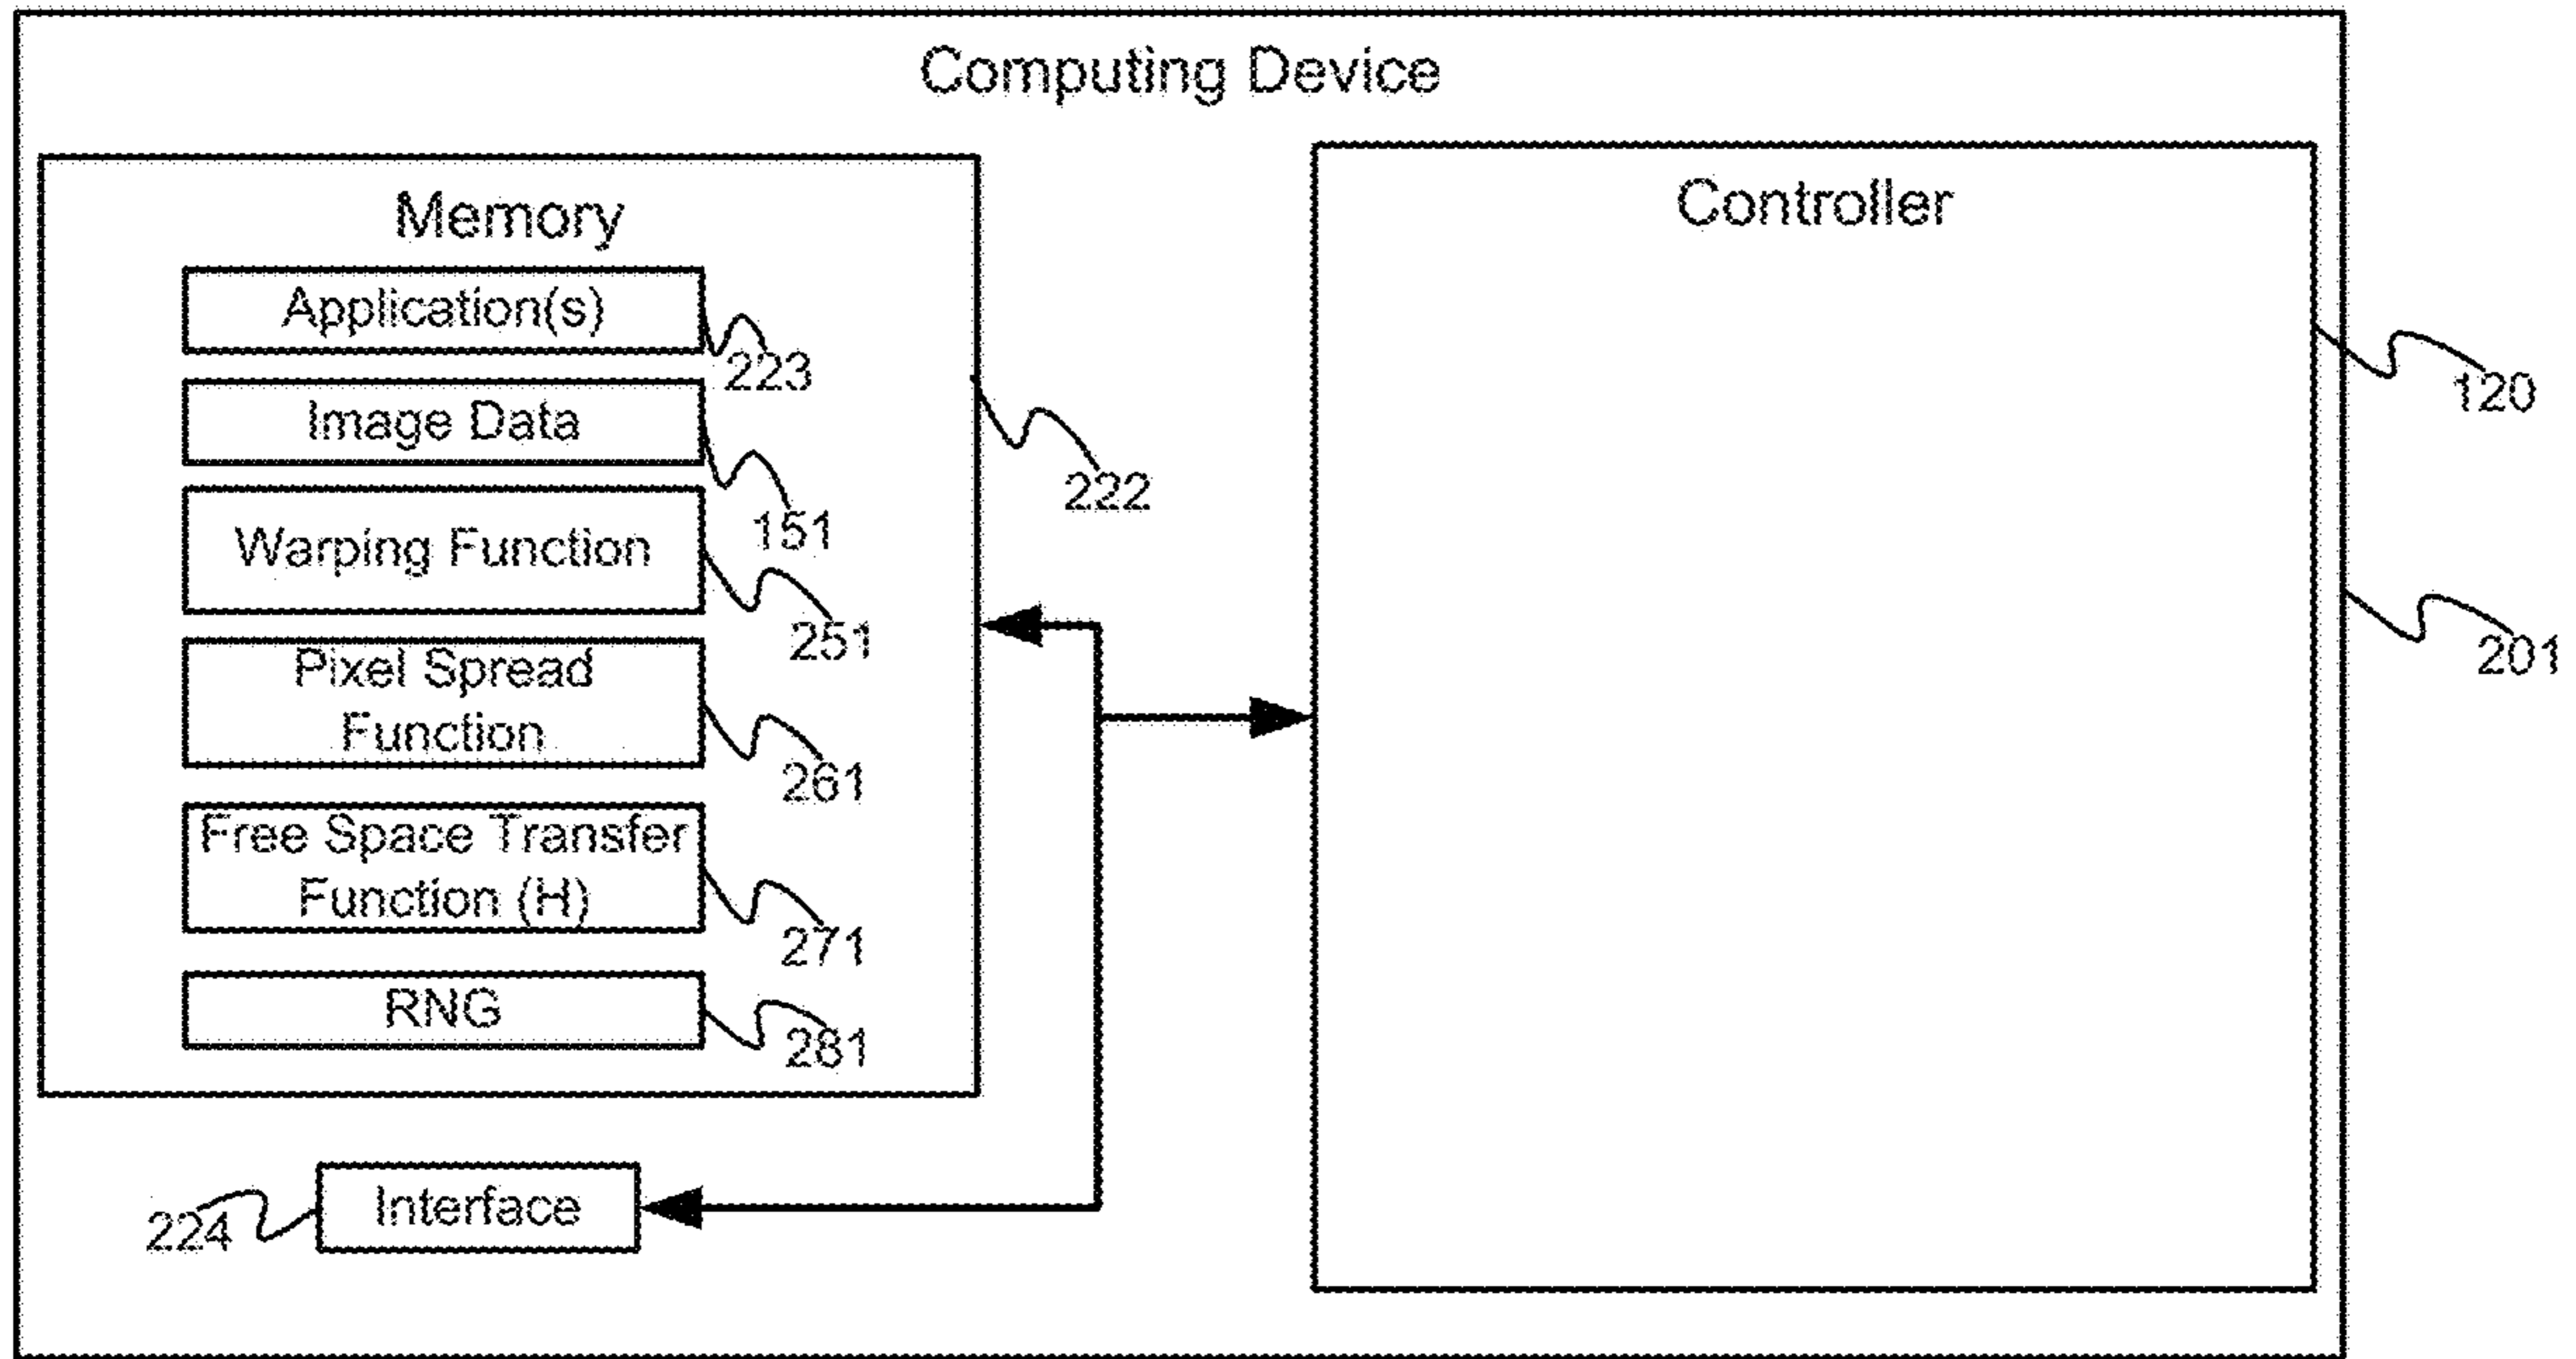 Computing Device
Memory
Application(s)
223
Image Data
151
Warping Function
251
Pixel Spread
Function
261
Free Space Transfer
Function (H)
271
RNG
281
222
Interface
224
Controller
120
201